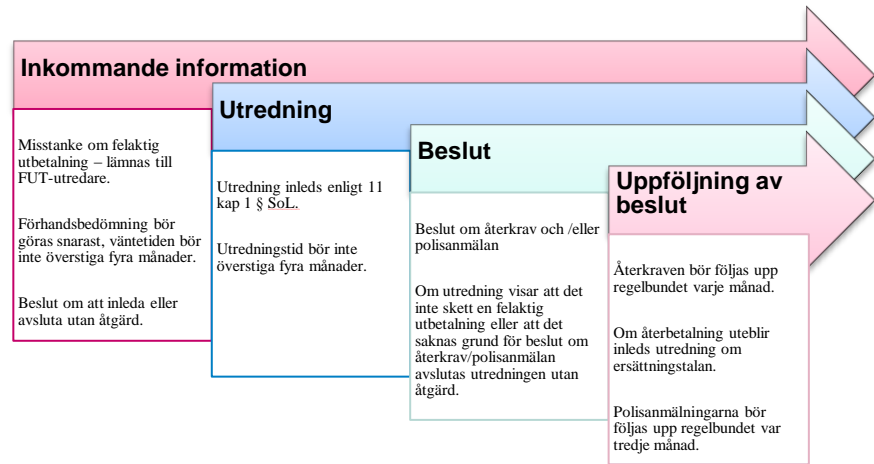 Inkommande information
Misstanke om felaktig
utbetalning – lämnas till
FUT-utredare.
Förhandsbedömning bör
göras snarast, väntetiden bör
inte överstiga fyra månader.
Beslut om att inleda eller
avsluta utan åtgärd.
Utredning
Utredning inleds enligt 11
kap 1 § SoL.
Utredningstid bör inte
överstiga fyra månader.
Beslut
Beslut om återkrav och /eller
polisanmälan
Om utredning visar att det
inte skett en felaktig
utbetalning eller att det
saknas grund för beslut om
återkrav/polisanmälan
avslutas utredningen utan
åtgärd.
Uppföljning av
beslut
Återkraven bör följas upp
regelbundet varje månad.
Om återbetalning uteblir
inleds utredning om
ersättningstalan.
Polisanmälningarna bör
följas upp regelbundet var
tredje månad.